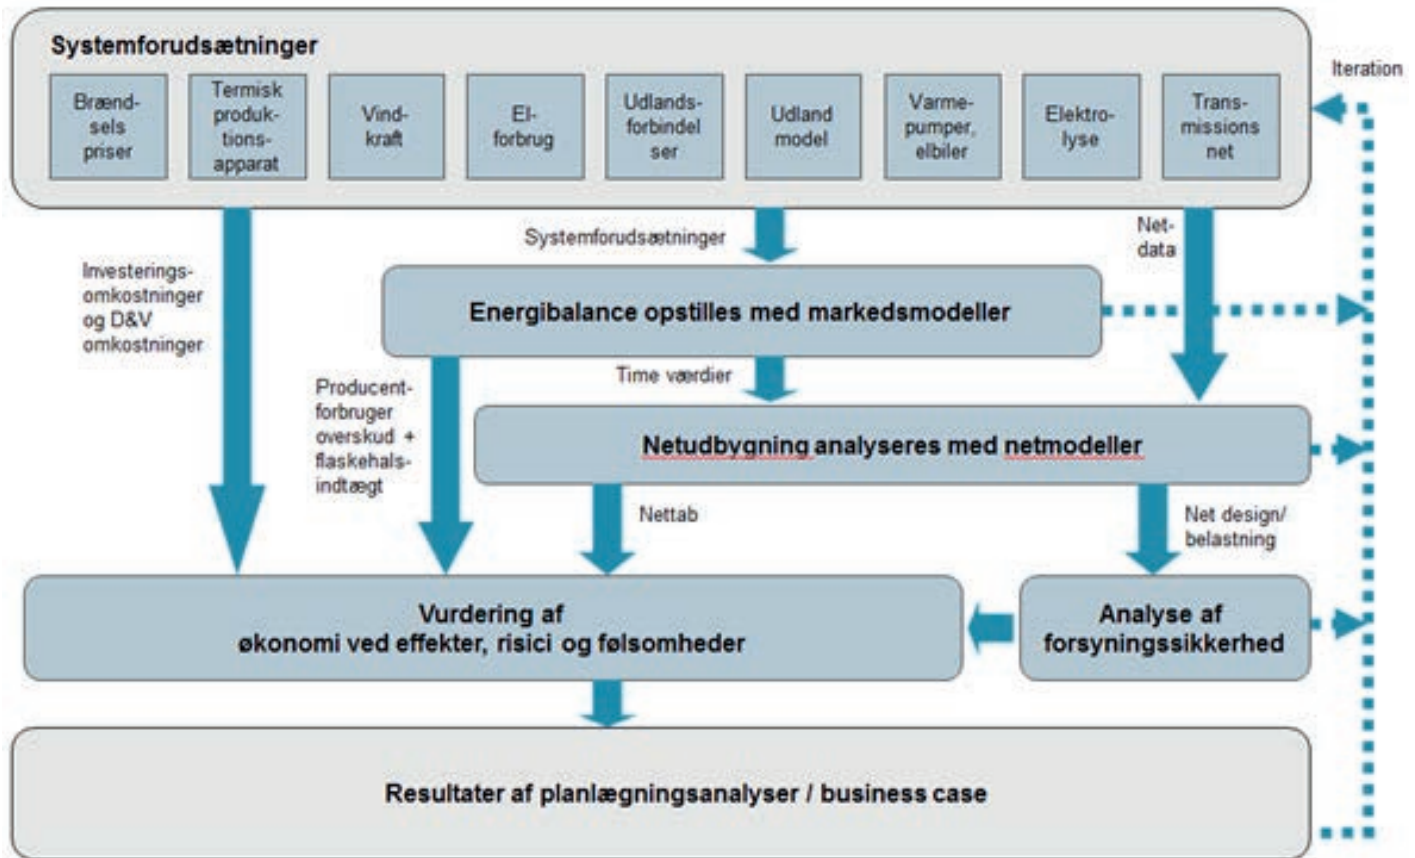 Systemforudsætninger
Iteration
Brænd-
sels
priser
Termisk
produk-
tions-
apparat
Vind-
kraft
El-
forbrug
Udlands-
forbindel
ser
Udland
model
Varme-
pumper,
elbiler
Elektro-
lyse
Trans-
missions
net
Systemforudsætninger
Net-
data
Investerings-
omkostninger
og D&V
omkostninger
Energibalance opstilles med markedsmodeller
Time værdier
Producent-
forbruger
overskud +
flaskehals-
indtægt
Netudbygning analyseres med netmodeller
Nettab
Net design/
belastning
Vurdering af
økonomi ved effekter, risici og følsomheder
Analyse af
forsyningssikkerhed
Resultater af planlægningsanalyser / business case